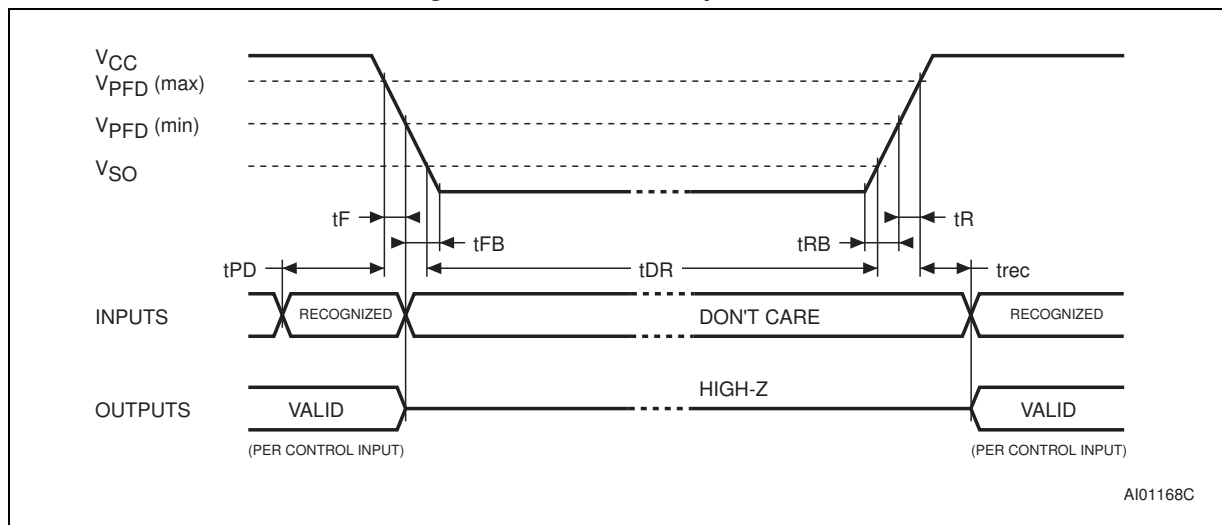 VCC
VPFD (max)
VPFD (min)
VSO
tF
tFB
tRB
tR
tPD
tDR
trec
INPUTS
RECOGNIZED
DON'T CARE
RECOGNIZED
HIGH-Z
OUTPUTS
VALID
VALID
(PER CONTROL INPUT)
(PER CONTROL INPUT)
AI01168C